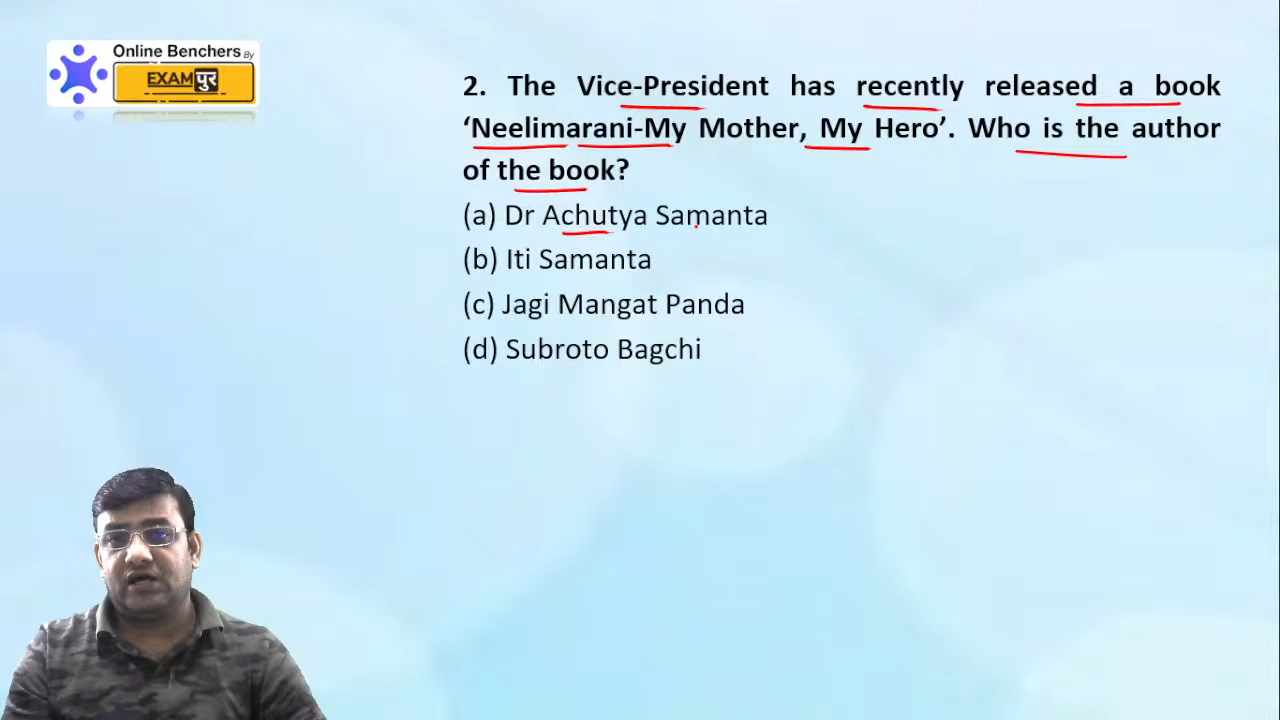 Online Benchers By
EXAMपुर
2. The Vice-President has recently released a book
‘Neelimarani-My Mother, My Hero’. Who is the author
of the book?
(a) Dr Achutya Samanta
(b) Iti Samanta
(c) Jagi Mangat Panda
(d) Subroto Bagchi